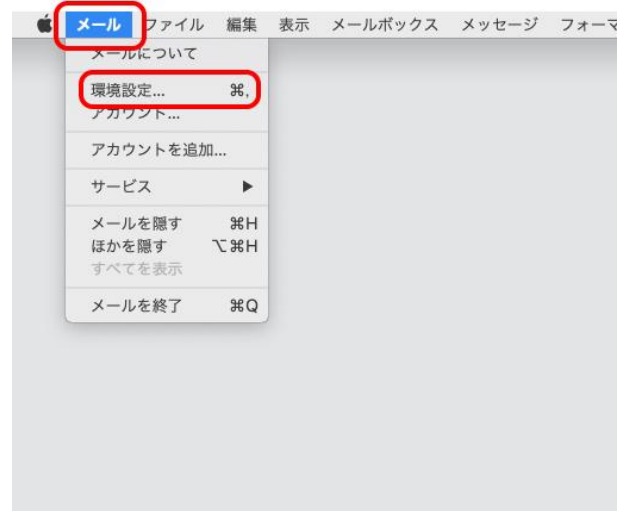 メール ファイル 編集 表示 メールボックス メッセージ フォーマ
メールについて
環境設定... ⌘,
アカウント...
アカウントを追加...
サービス ▶
メールを隠す ⌘H
ほかを隠す ⌥⌘H
すべてを表示
メールを終了 ⌘Q